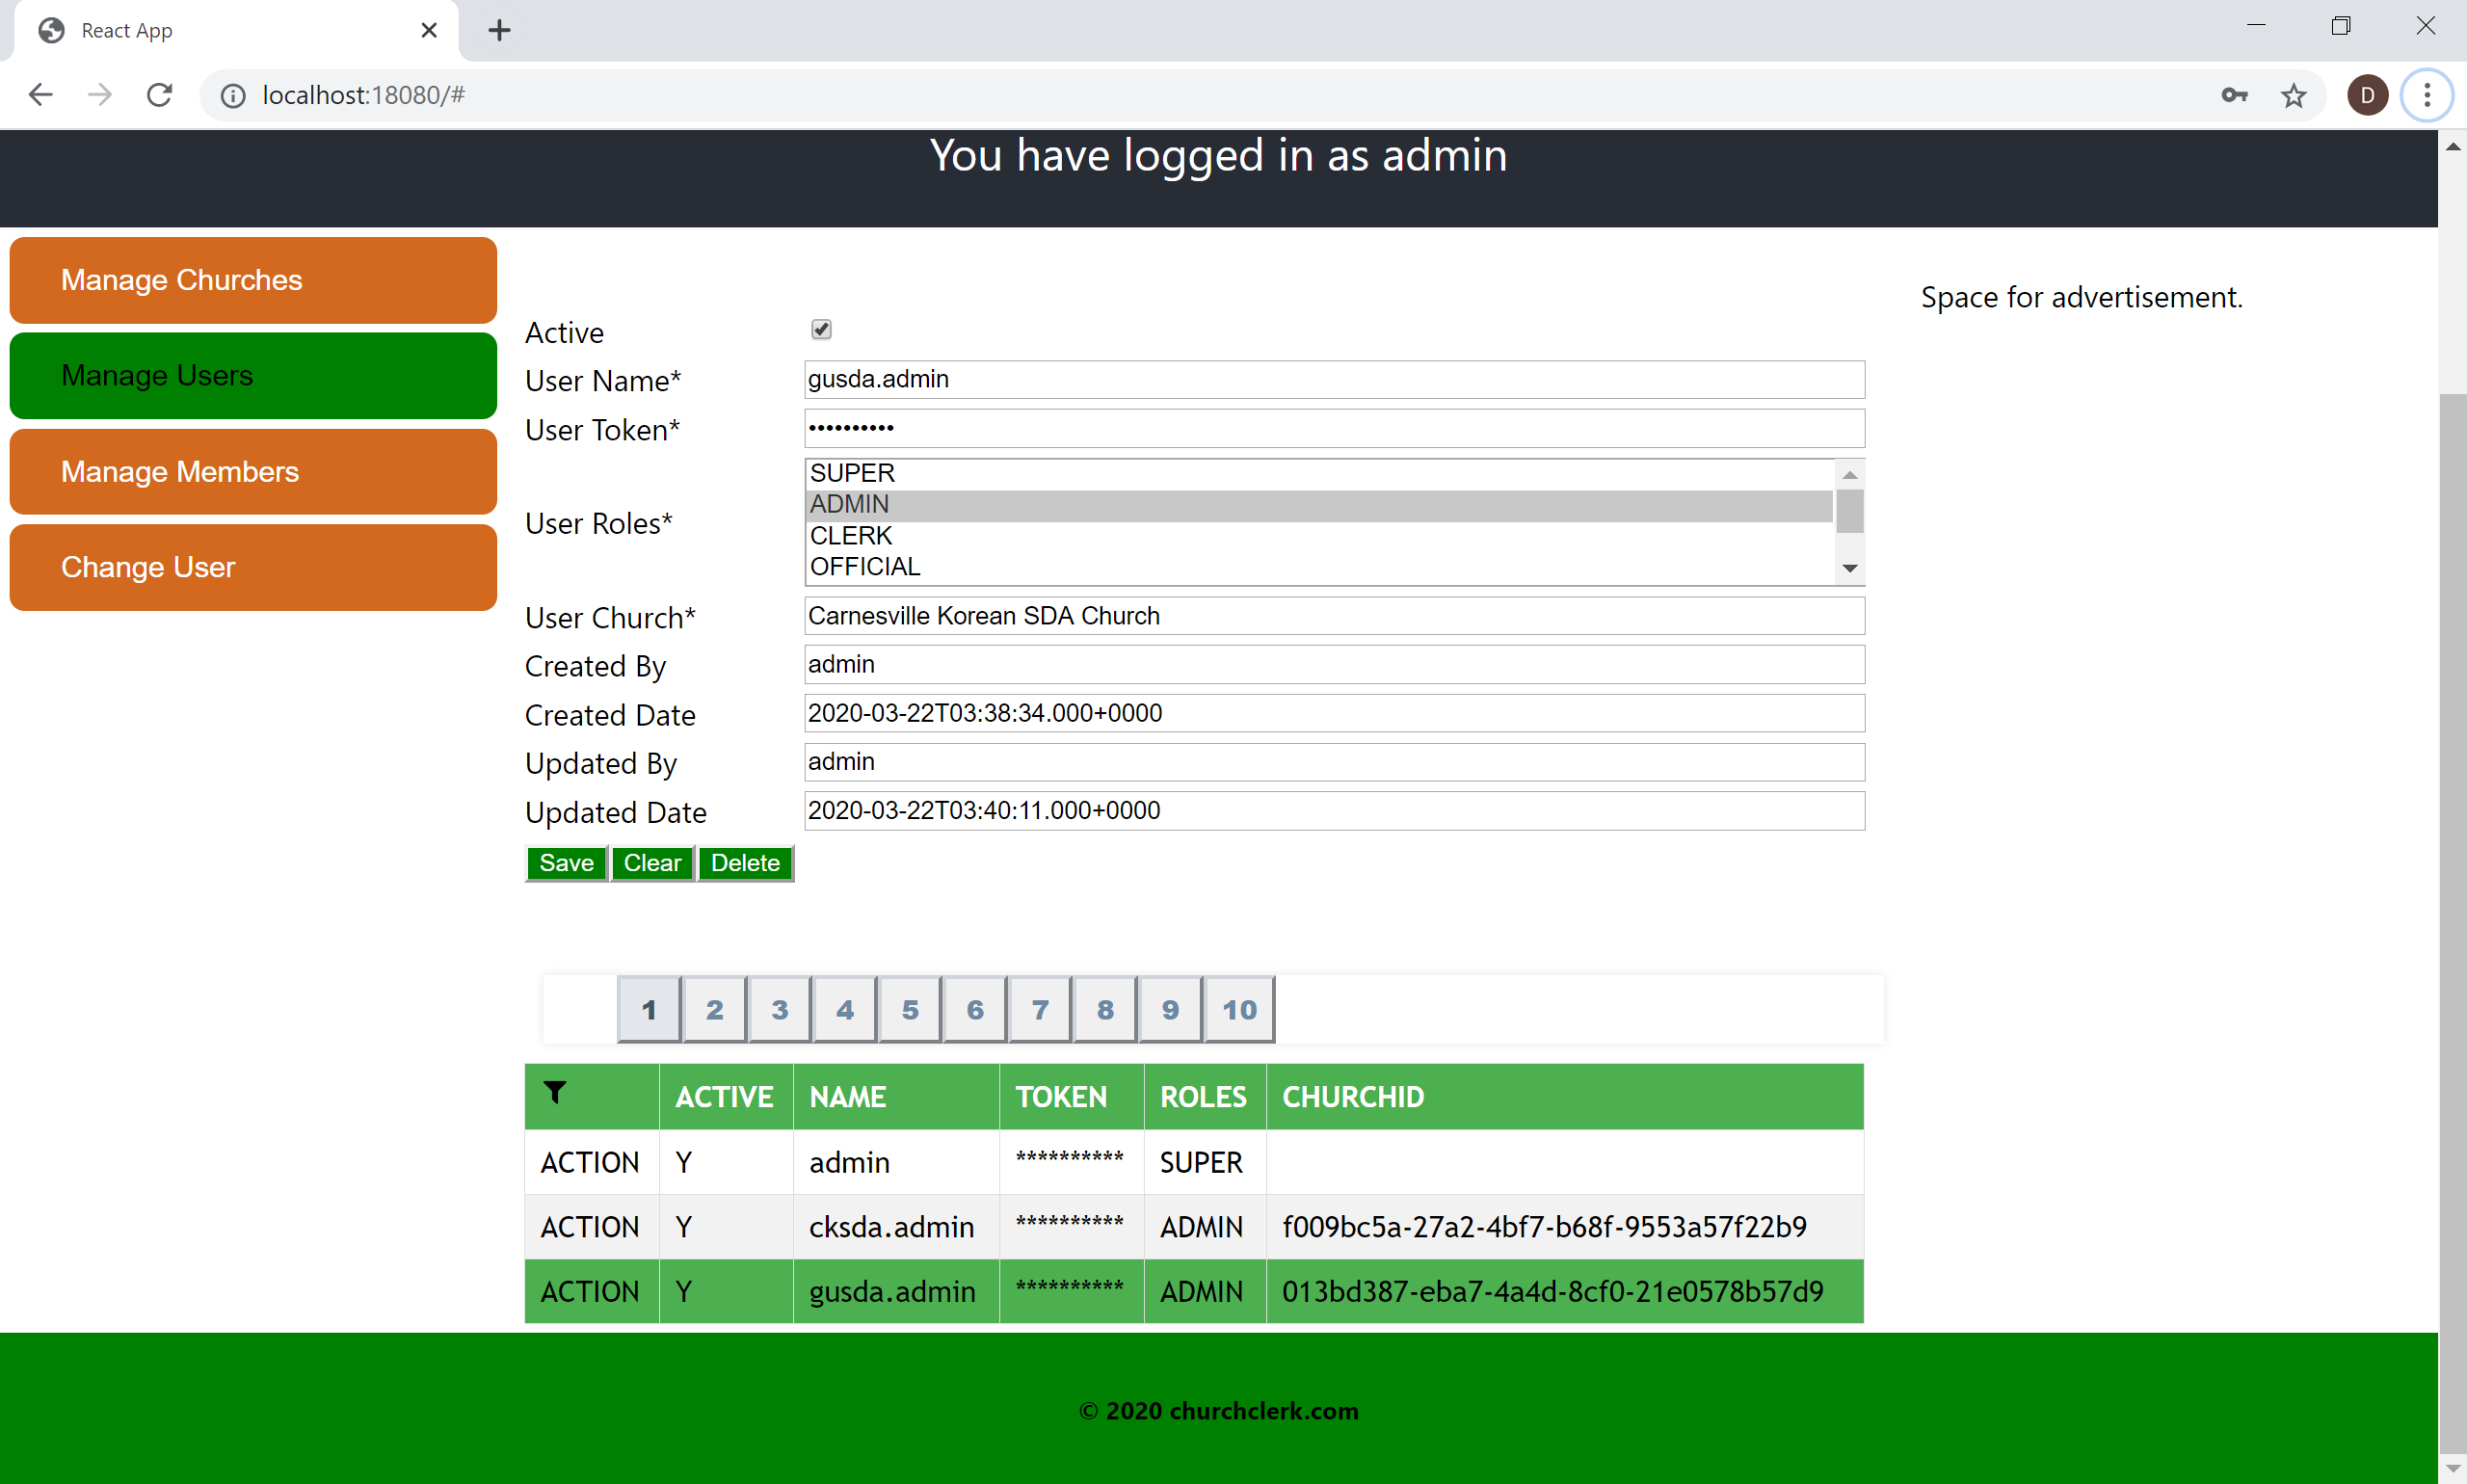 React App
localhost:18080/#
D
You have logged in as admin
Manage Churches
Manage Users
Manage Members
Change User
Space for advertisement.
Active
User Name* gusda.admin
User Token* ••••••••••
User Roles*
SUPER
ADMIN
CLERK
OFFICIAL
User Church* Carnesville Korean SDA Church
Created By admin
Created Date 2020-03-22T03:38:34.000+0000
Updated By admin
Updated Date 2020-03-22T03:40:11.000+0000
Save Clear Delete
1 2 3 4 5 6 7 8 9 10
ACTIVE NAME TOKEN ROLES CHURCHID
ACTION Y admin ********** SUPER
ACTION Y cksda.admin ********** ADMIN f009bc5a-27a2-4bf7-b68f-9553a57f22b9
ACTION Y gusda.admin ********** ADMIN 013bd387-eba7-4a4d-8cf0-21e0578b57d9
© 2020 churchclerk.com